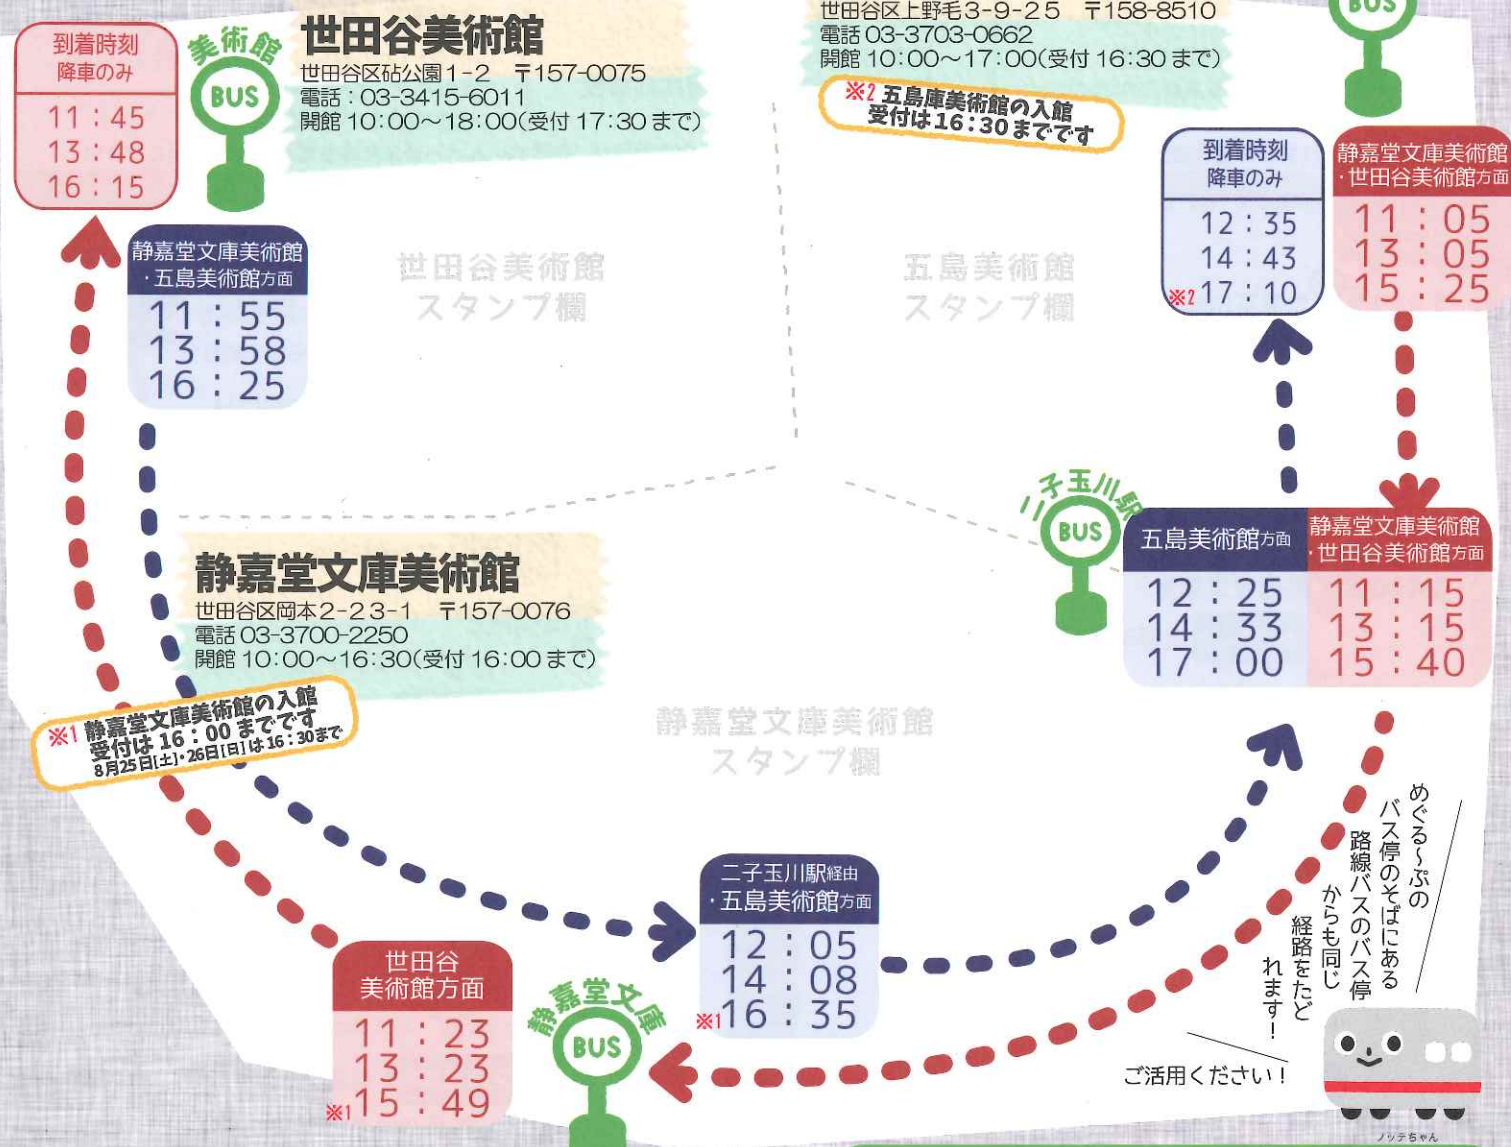 到着時刻
降車のみ
11：45
13：48
16：15
美術館
BUS
世田谷美術館
世田谷区砧公園1-2　〒157-0075
電話：03-3415-6011
開館 10:00〜18:00(受付 17:30 まで)
世田谷区上野毛3-9-25　〒158-8510
電話 03-3703-0662
開館 10:00〜17:00(受付 16:30 まで)
※2 五島庫美術館の入館
受付は16：30までです
BUS
到着時刻
降車のみ
12：35
14：43
※2 17：10
静嘉堂文庫美術館
・世田谷美術館方面
11：05
13：05
15：25
静嘉堂文庫美術館
・五島美術館方面
11：55
13：58
16：25
世田谷美術館
スタンプ欄
五島美術館
スタンプ欄
二子玉川駅
BUS
五島美術館方面
12：25
14：33
17：00
静嘉堂文庫美術館
・世田谷美術館方面
11：15
13：15
15：40
静嘉堂文庫美術館
世田谷区岡本2-23-1　〒157-0076
電話 03-3700-2250
開館 10:00〜16:30(受付 16:00 まで)
※1 静嘉堂文庫美術館の入館
受付は 16：00 までです
8月25日[土]・26日[日]は 16：30まで
静嘉堂文庫美術館
スタンプ欄
二子玉川駅経由
・五島美術館方面
12：05
14：08
※1 16：35
世田谷
美術館方面
11：23
13：23
※1 15：49
静嘉堂文庫
BUS
めぐる〜ぷの
バス停のそばにある
路線バスのバス停
からも同じ
経路をたど
れます！
ご活用ください！
ノッテちゃん